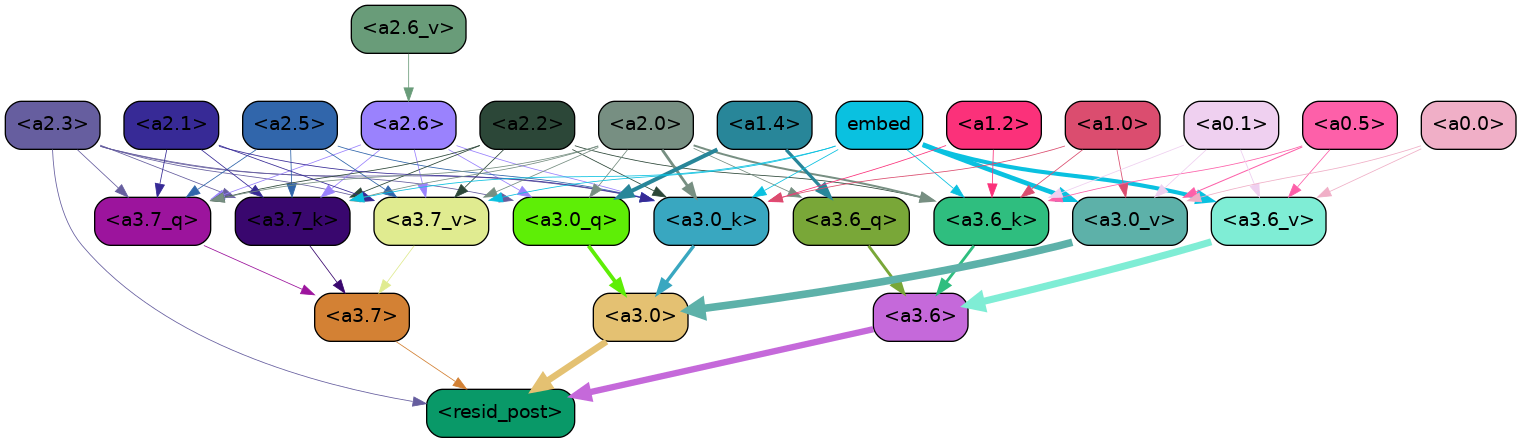 <a2.6_v>
<a2.3> <a2.1> <a2.5> <a2.6> <a2.2> <a2.0> <a1.4> embed <a1.2> <a1.0> <a0.1> <a0.5> <a0.0>
<a3.7_q> <a3.7_k> <a3.7_v> <a3.0_q> <a3.0_k> <a3.6_q> <a3.6_k> <a3.0_v> <a3.6_v>
<a3.7> <a3.0> <a3.6>
<resid_post>